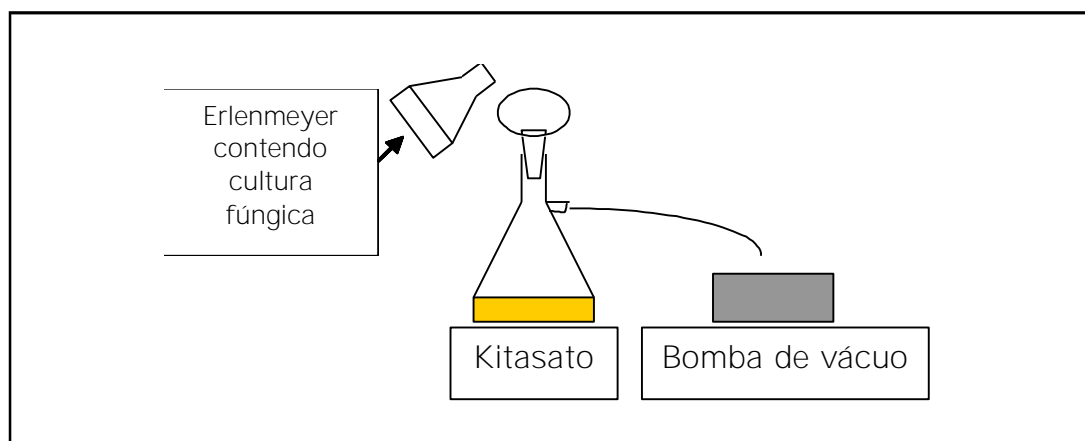 Erlenmeyer
contendo
cultura
fúngica
Kitasato
Bomba de vácuo